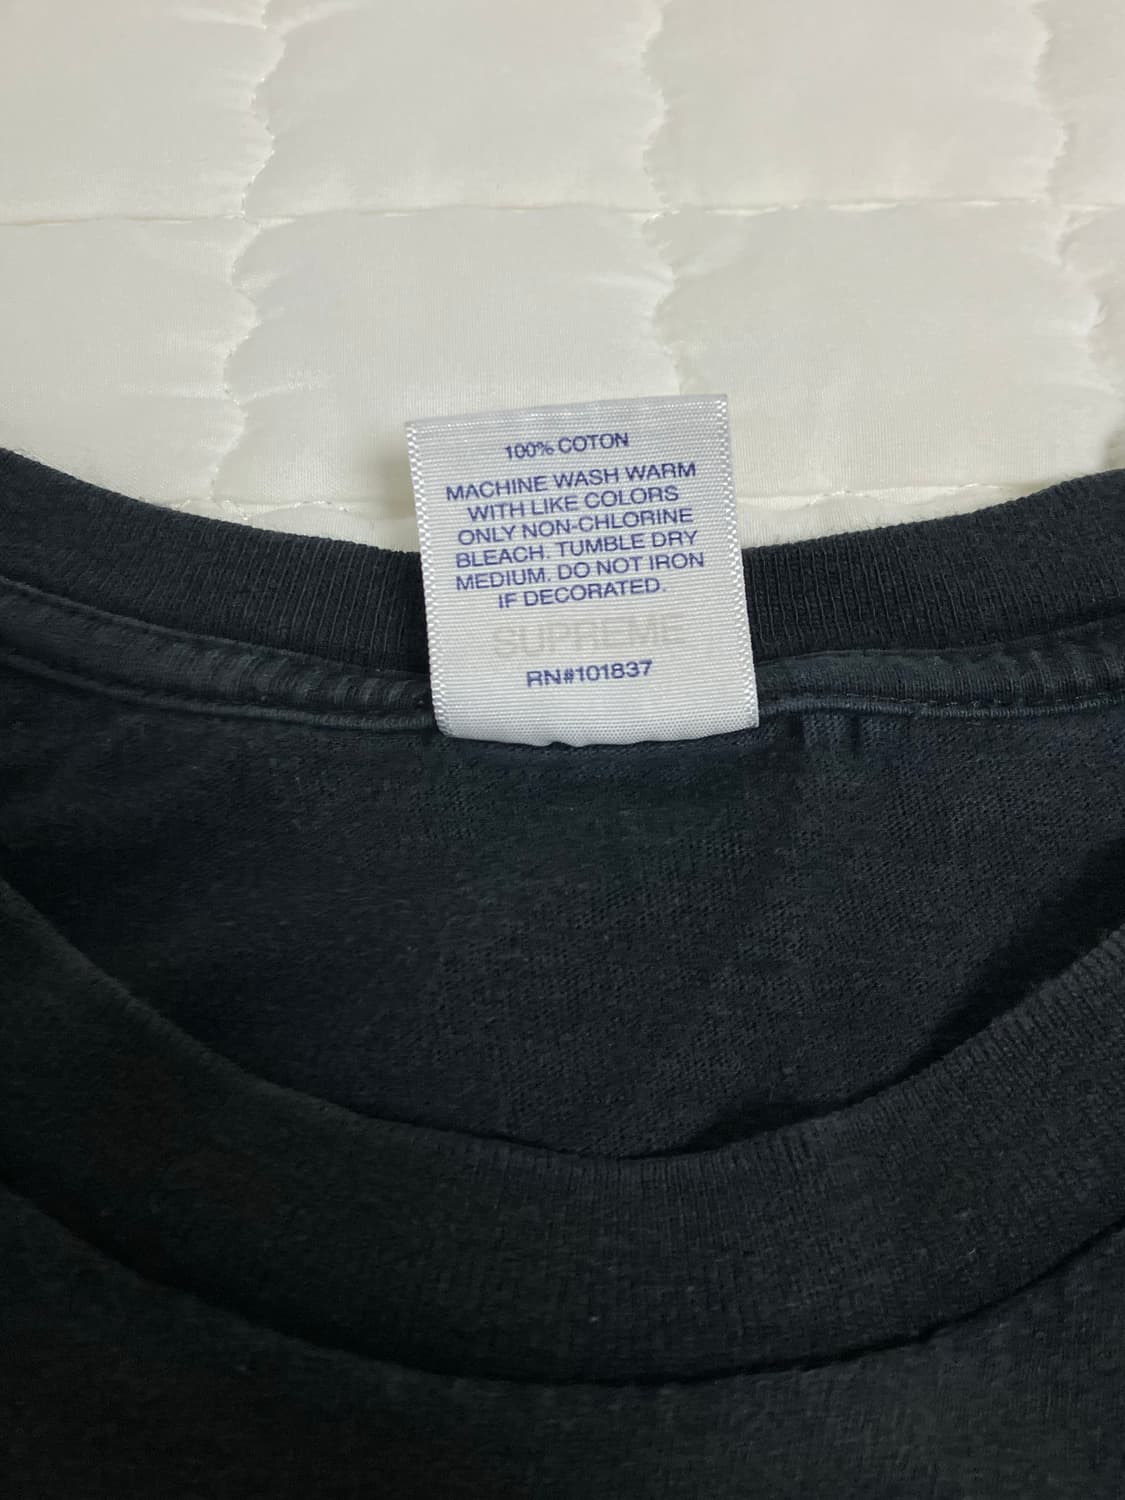 100% COTON
MACHINE WASH WARM
WITH LIKE COLORS
ONLY NON-CHLORINE
BLEACH. TUMBLE DRY
MEDIUM. DO NOT IRON
IF DECORATED.
SUPREME
RN#101837